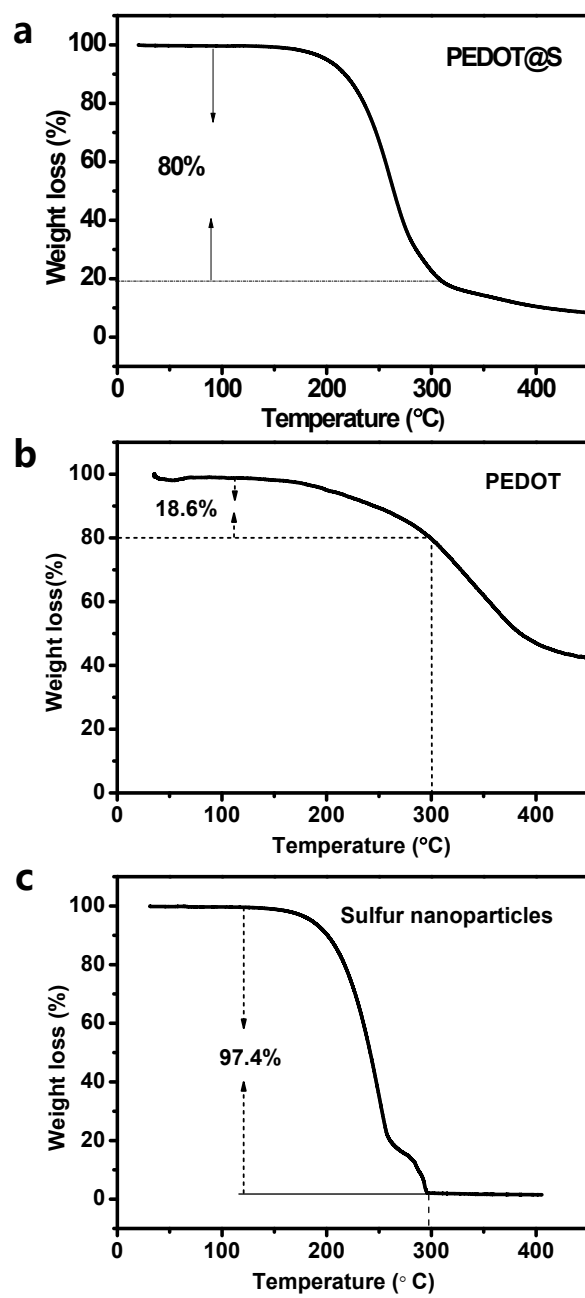 a
PEDOT@S
100
80
60
40
20
0
80%
Weight loss (%)
0 100 200 300 400
Temperature (°C)
b
PEDOT
100
80
60
40
20
0
18.6%
Weight loss(%)
0 100 200 300 400
Temperature (°C)
c
Sulfur nanoparticles
100
80
60
40
20
0
97.4%
Weight loss (%)
0 100 200 300 400
Temperature (° C)